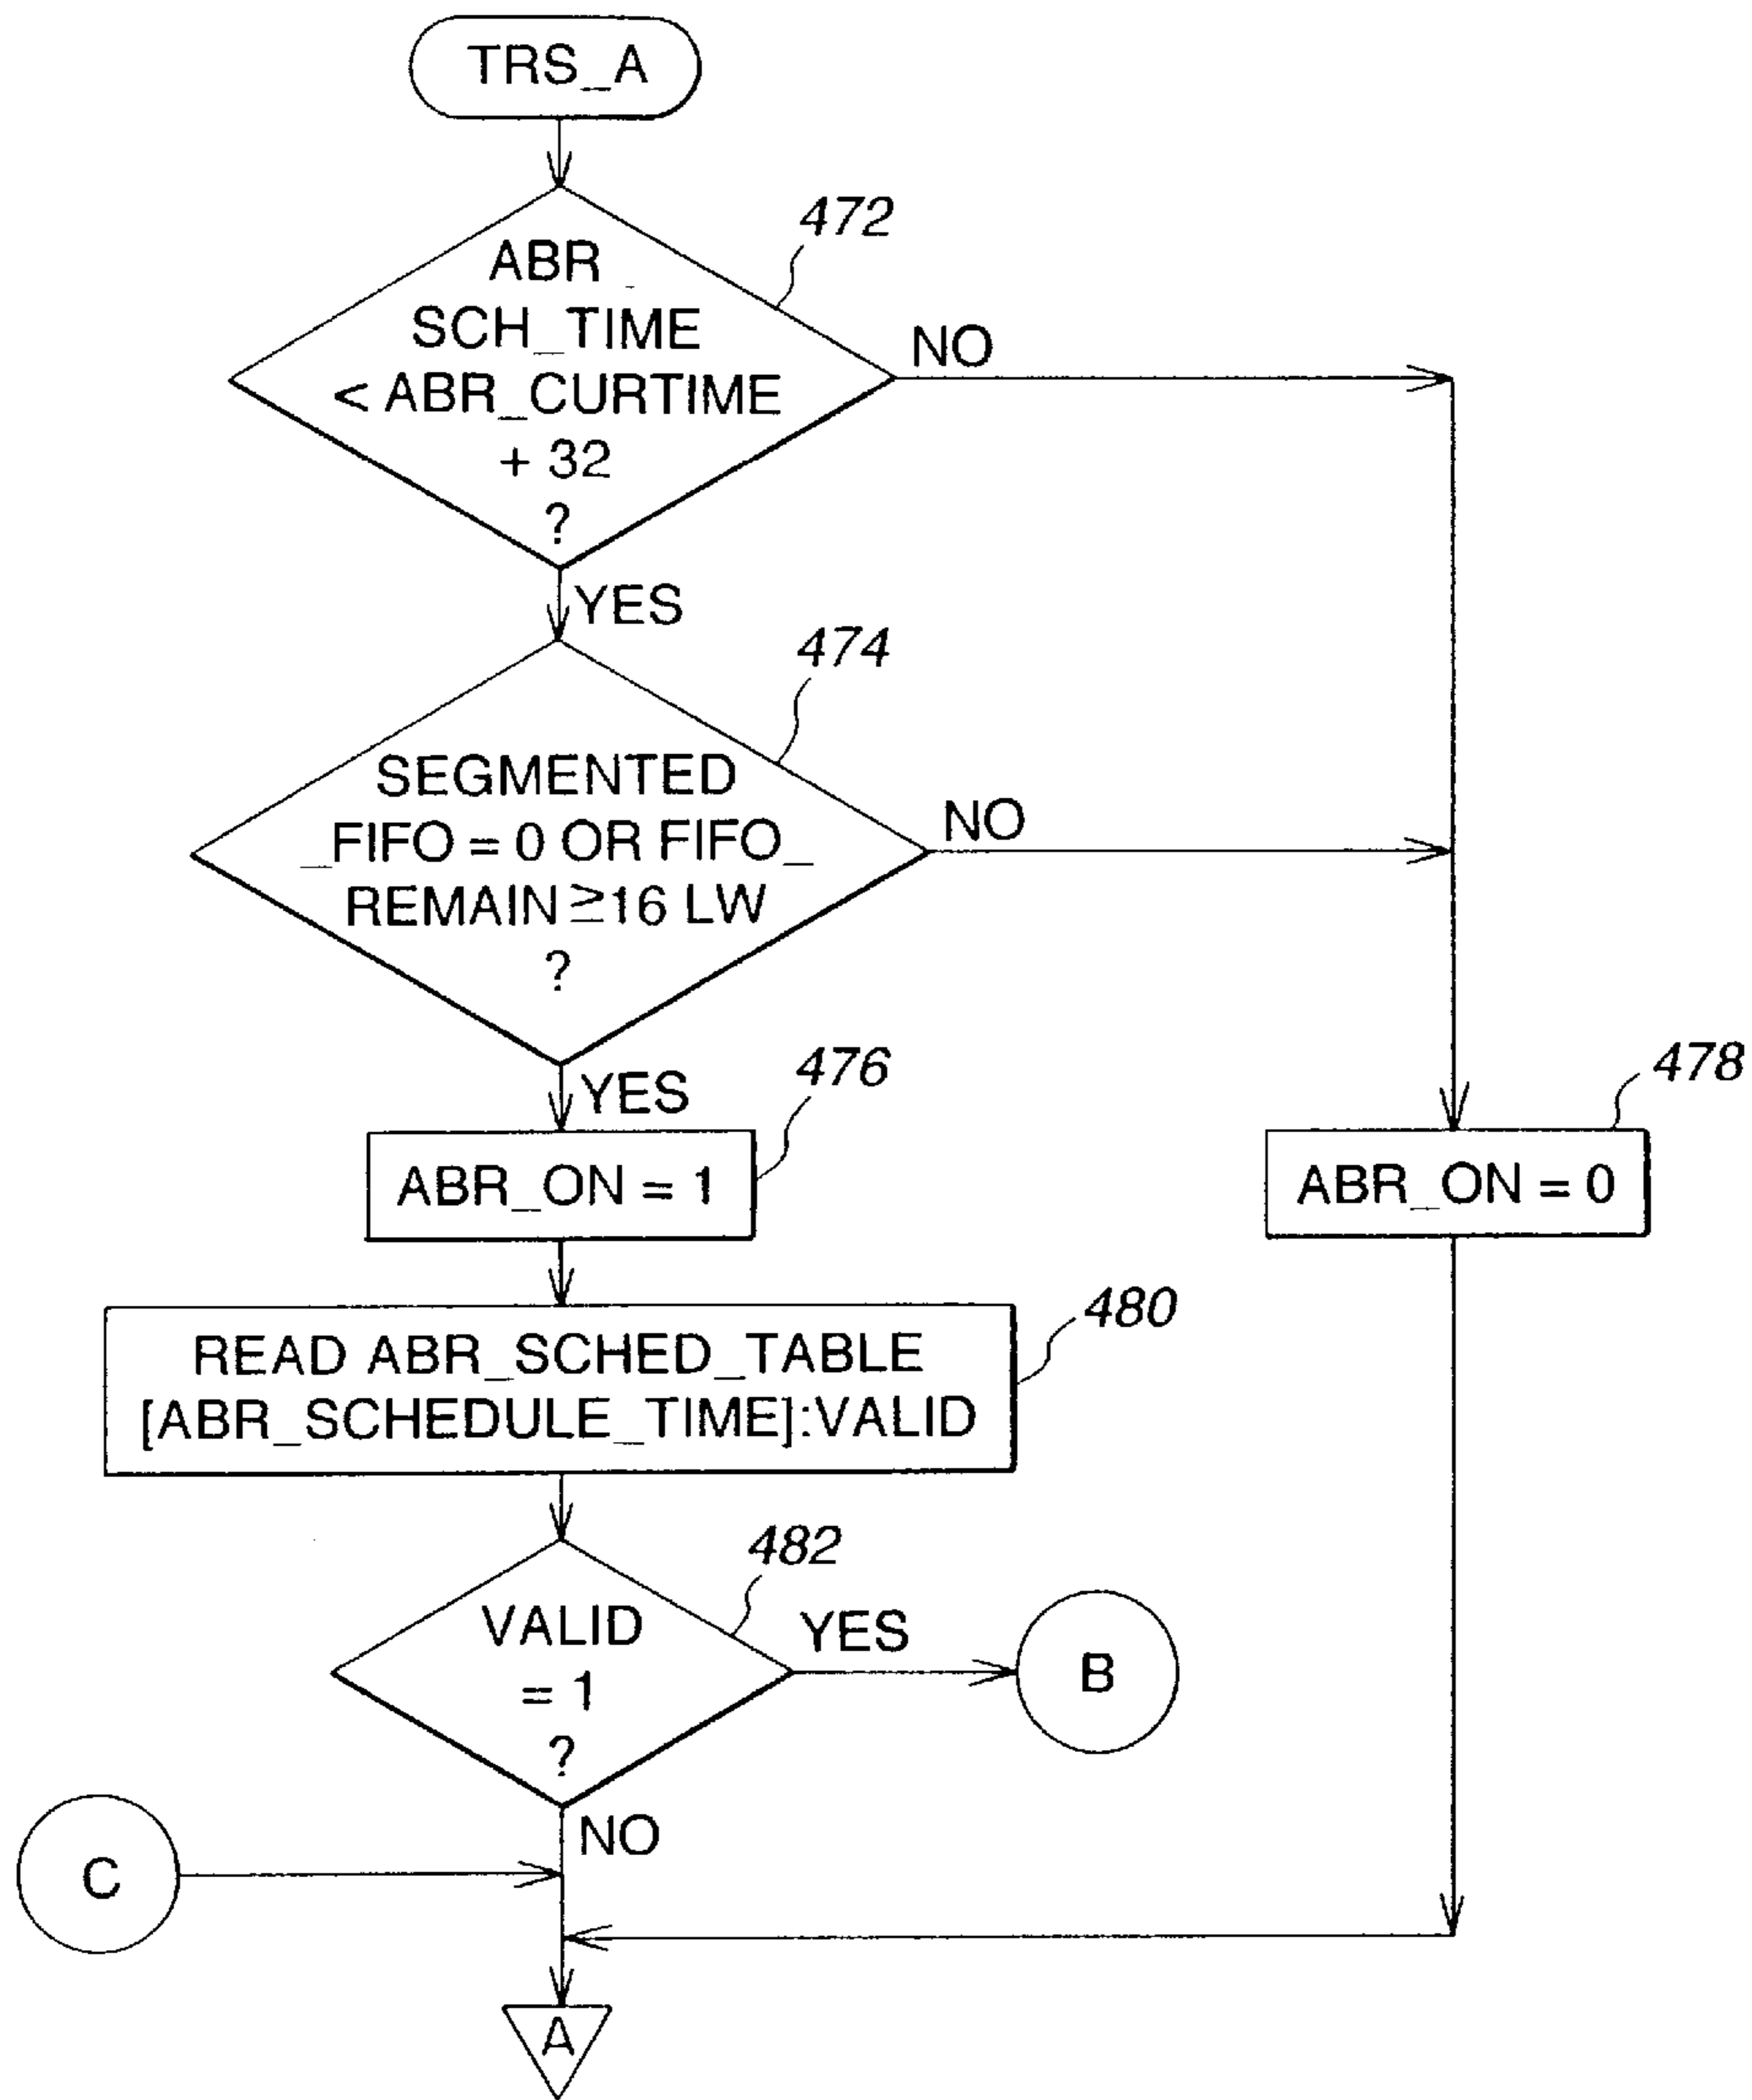 TRS_A
472
ABR_
SCH_TIME
< ABR_CURTIME
+ 32
?
NO
YES
474
SEGMENTED
_FIFO = 0 OR FIFO_
REMAIN ≧16 LW
?
NO
YES
476
478
ABR_ON = 1
ABR_ON = 0
480
READ ABR_SCHED_TABLE
[ABR_SCHEDULE_TIME]:VALID
482
VALID
= 1
?
YES
B
NO
C
A